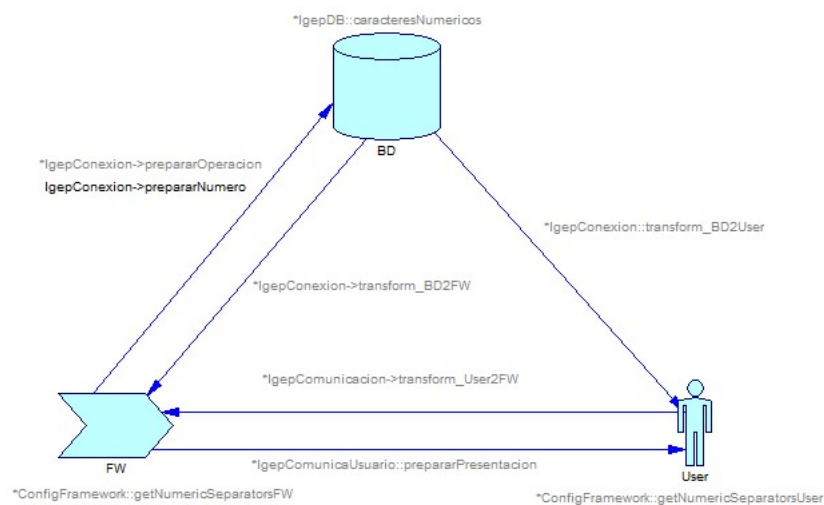 *IgepDB::caracteresNumericos
BD
*IgepConexion->prepararOperacion
IgepConexion->prepararNumero
*IgepConexion::transform_BD2User
*IgepConexion->transform_BD2FW
*IgepComunicacion->transform_User2FW
*IgepComunicaUsuario::prepararPresentacion
FW
User
*ConfigFramework::getNumericSeparatorsFW
*ConfigFramework::getNumericSeparatorsUser